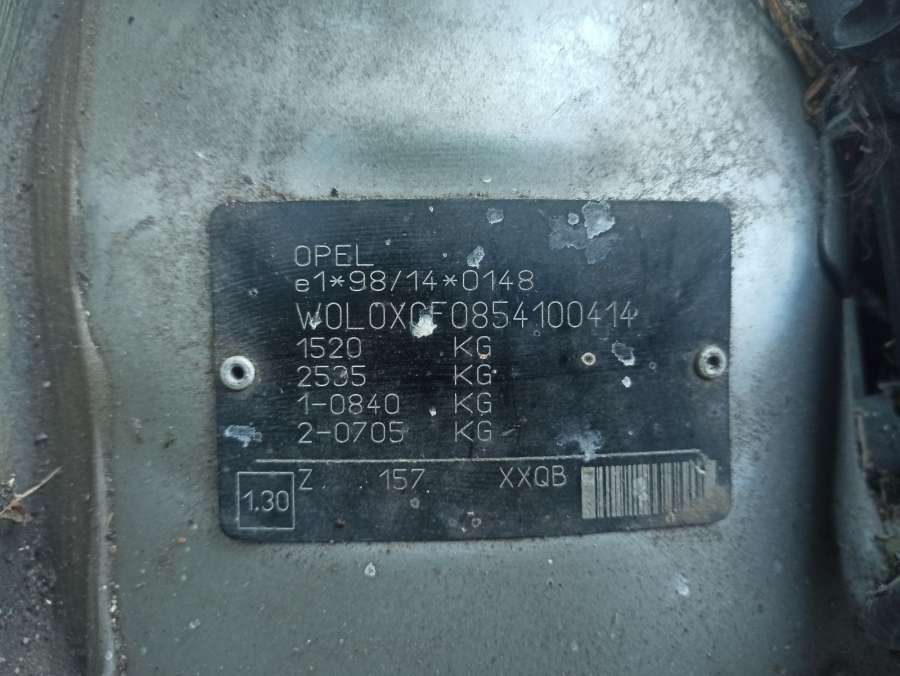 OPEL
e1*98/14*0148
W0L0XCF0854100414
1520 KG
2535 KG
1-0840 KG
2-0705 KG
1.30 Z 157 XXQB